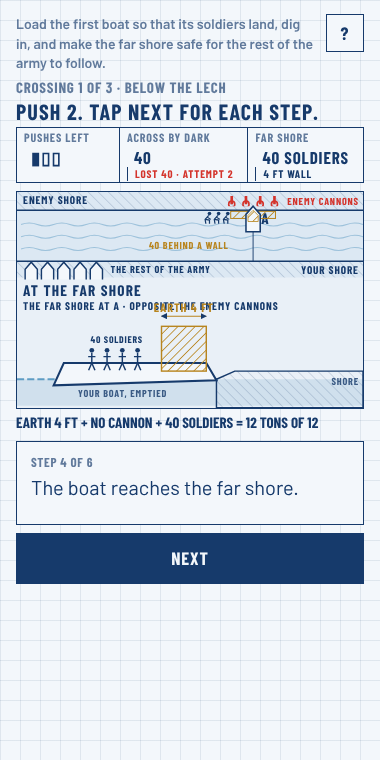 Load the first boat so that its soldiers land, dig
in, and make the far shore safe for the rest of the
army to follow.
?
CROSSING 1 OF 3 · BELOW THE LECH
PUSH 2. TAP NEXT FOR EACH STEP.
PUSHES LEFT
ACROSS BY DARK
40
LOST 40 · ATTEMPT 2
FAR SHORE
40 SOLDIERS
4 FT WALL
ENEMY SHORE
ENEMY CANNONS
A
40 BEHIND A WALL
THE REST OF THE ARMY
YOUR SHORE
AT THE FAR SHORE
THE FAR SHORE AT A · OPPOSITE THE ENEMY CANNONS
EARTH 4 FT
40 SOLDIERS
SHORE
YOUR BOAT, EMPTIED
EARTH 4 FT + NO CANNON + 40 SOLDIERS = 12 TONS OF 12
STEP 4 OF 6
The boat reaches the far shore.
NEXT